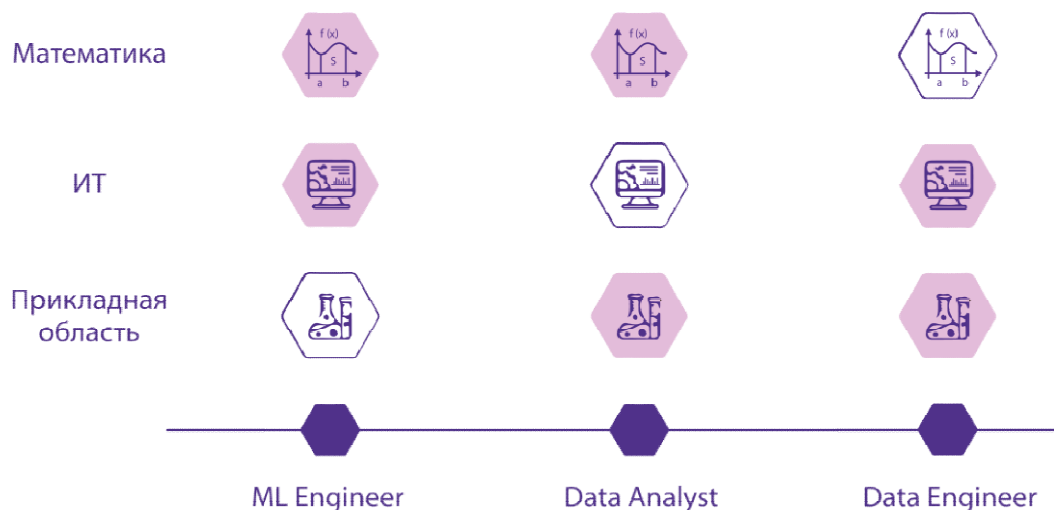 Математика
f (x)
S
a b
f (x)
S
a b
f (x)
S
a b
ИТ
Прикладная
область
ML Engineer
Data Analyst
Data Engineer